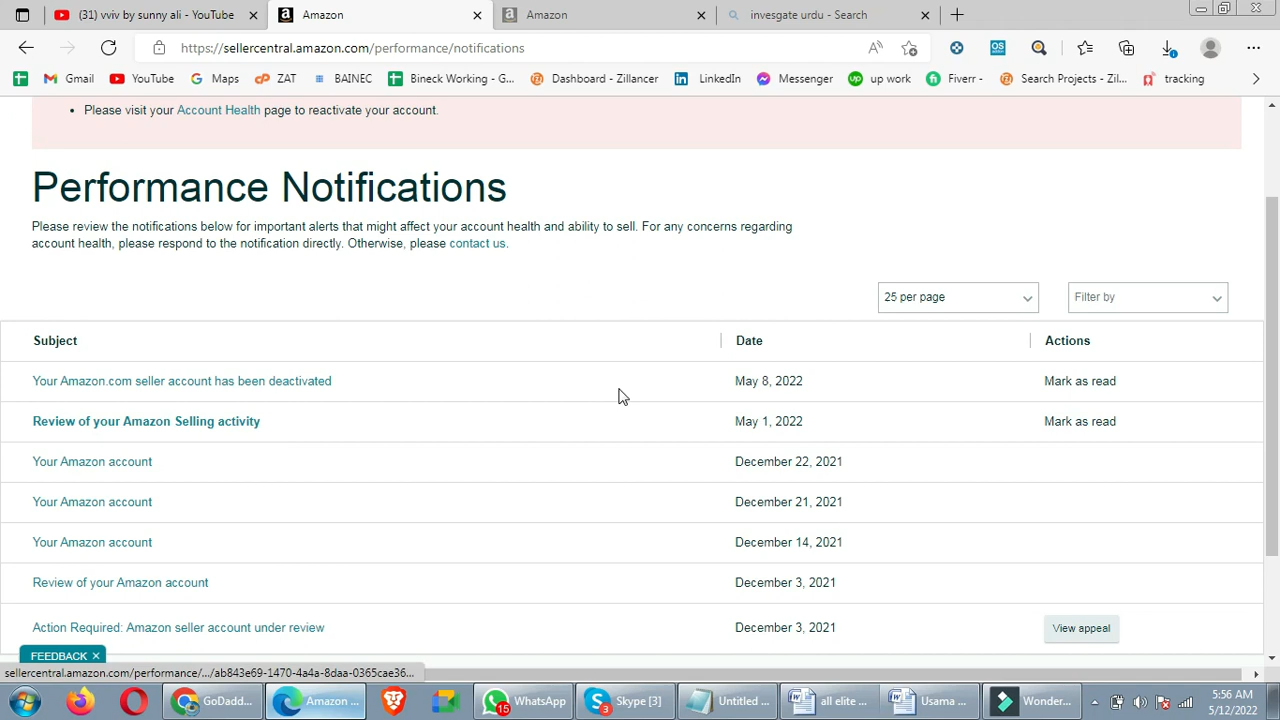 (31) vviv by sunny ali - YouTube
Amazon
Amazon
invesgate urdu - Search
https://sellercentral.amazon.com/performance/notifications
Gmail
YouTube
Maps
ZAT
BAINEC
Bineck Working - G...
Dashboard - Zillancer
LinkedIn
Messenger
up work
Fiverr -
Search Projects - Zil...
tracking
• Please visit your Account Health page to reactivate your account.
Performance Notifications
Please review the notifications below for important alerts that might affect your account health and ability to sell. For any concerns regarding
account health, please respond to the notification directly. Otherwise, please contact us.
25 per page
Filter by
Subject Date Actions
Your Amazon.com seller account has been deactivated May 8, 2022 Mark as read
Review of your Amazon Selling activity May 1, 2022 Mark as read
Your Amazon account December 22, 2021
Your Amazon account December 21, 2021
Your Amazon account December 14, 2021
Review of your Amazon account December 3, 2021
Action Required: Amazon seller account under review December 3, 2021 View appeal
FEEDBACK ×
sellercentral.amazon.com/performance/.../ab843e69-1470-4a4a-8daa-0365cae36...
GoDadd...
Amazon ...
15 WhatsApp
3 Skype [3]
Untitled ...
all elite ...
Usama ...
Wonder...
5:56 AM
5/12/2022